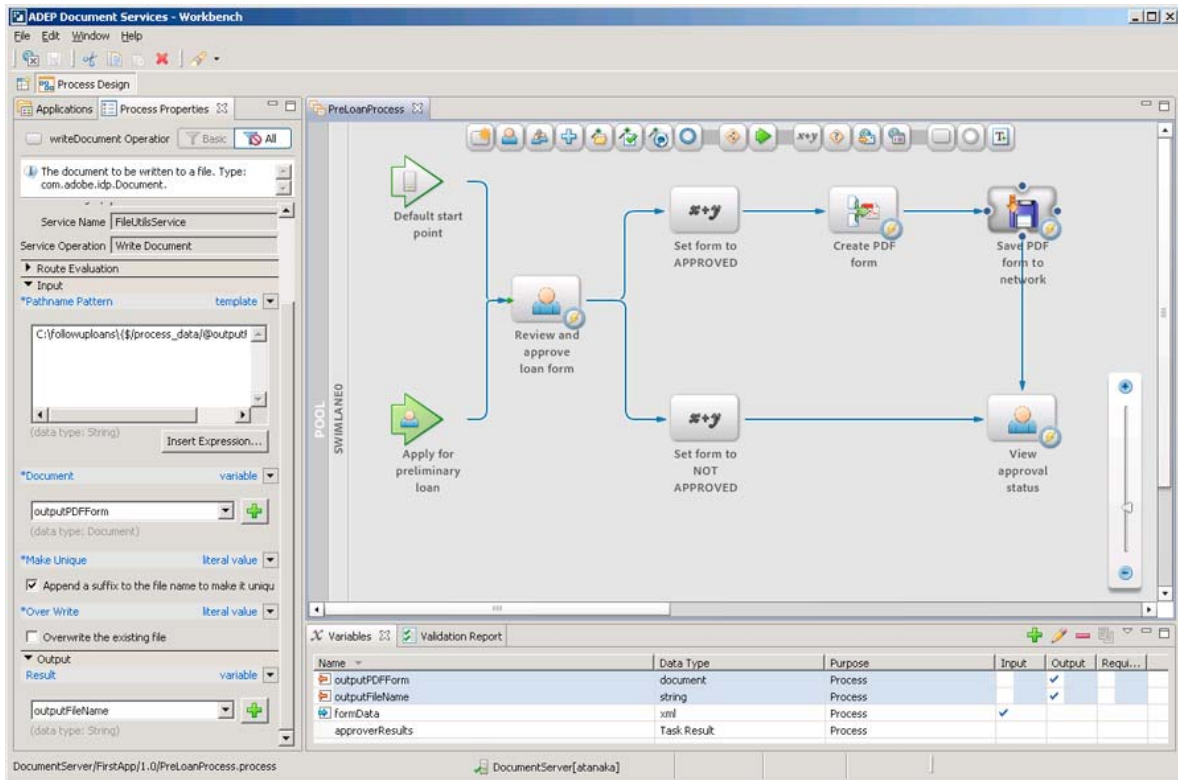 ADEP Document Services - Workbench
File Edit Window Help
Process Design
Applications Process Properties
writeDocument Operation Basic All
The document to be written to a file. Type:
com.adobe.idp.Document.
Service Name FileUtilsService
Service Operation Write Document
Route Evaluation
Input
*Pathname Pattern template
C:\followuploans\{$/process_data/@outputf
(data type: String)
Insert Expression...
*Document variable
outputPDFForm
(data type: Document)
*Make Unique literal value
Append a suffix to the file name to make it uniqu
*Over Write literal value
Overwrite the existing file
Output
Result variable
outputFileName
(data type: String)
PreLoanProcess
x+y
T
POOL
SWIMLANE0
Default start
point
Apply for
preliminary
loan
Review and
approve
loan form
x+y
Set form to
APPROVED
Create PDF
form
Save PDF
form to
network
x+y
Set form to
NOT
APPROVED
View
approval
status
Variables Validation Report
Name Data Type Purpose Input Output Requi...
outputPDFForm document Process
outputFileName string Process
formData xml Process
approverResults Task Result Process
DocumentServer/FirstApp/1.0/PreLoanProcess.process
DocumentServer[atanaka]